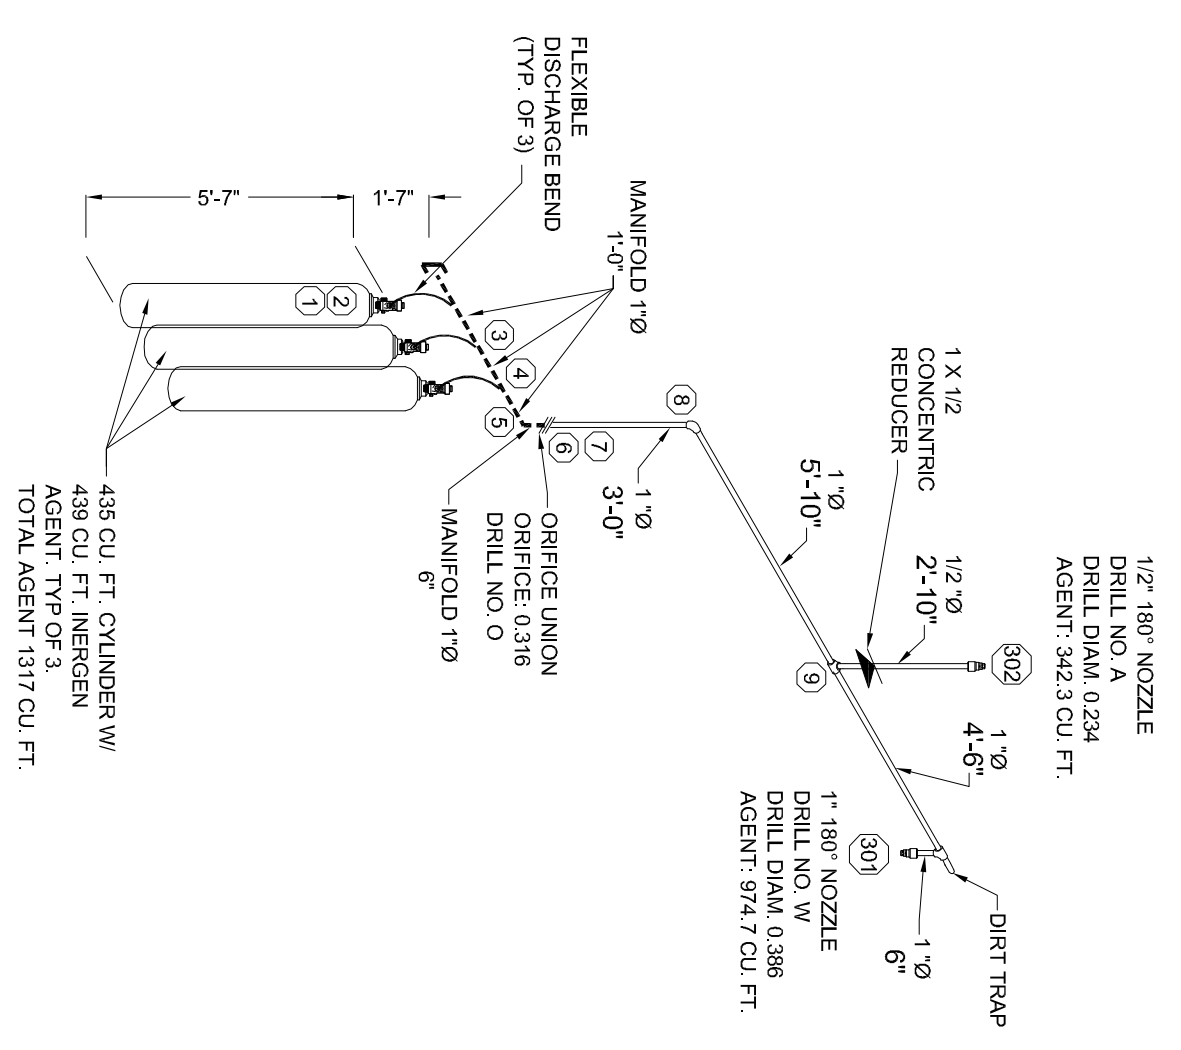 FLEXIBLE
DISCHARGE BEND
(TYP. OF 3)
5'-7"
1'-7"
MANIFOLD 1"Ø
1'-0"
1
2
3
4
5
6
7
8
9
1 X 1/2
CONCENTRIC
REDUCER
1 "Ø
5'-10"
1 "Ø
3'-0"
ORIFICE UNION
ORIFICE: 0.316
DRILL NO. O
MANIFOLD 1"Ø
6"
435 CU. FT. CYLINDER W/
439 CU. FT. INERGEN
AGENT. TYP OF 3.
TOTAL AGENT 1317 CU. FT.
1/2" 180° NOZZLE
DRILL NO. A
DRILL DIAM. 0.234
AGENT: 342.3 CU. FT.
1/2 "Ø
2'-10"
302
1 "Ø
4'-6"
1" 180° NOZZLE
DRILL NO. W
DRILL DIAM. 0.386
AGENT: 974.7 CU. FT.
301
1 "Ø
6"
DIRT TRAP